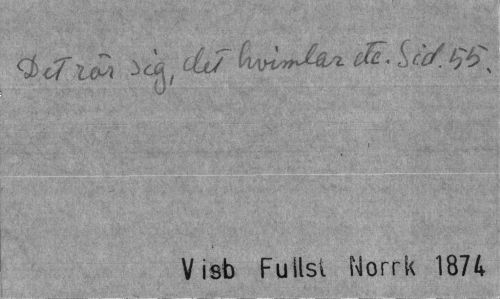 Det rör sig, det hvimlar etc. Sid. 55.
Visb Fullst Norrk 1874